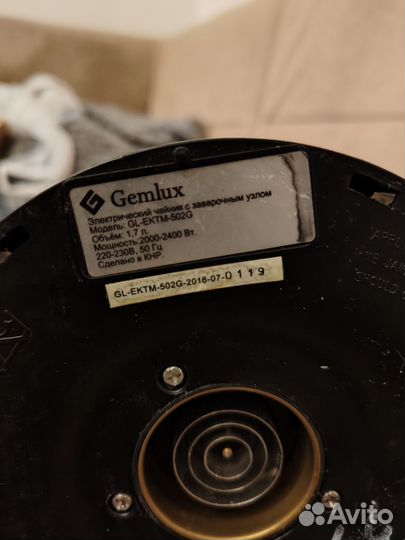 Gemlux
Электрический чайник с заварочным узлом
Модель: GL-EKTM-502G
Объём: 1,7 л.
Мощность:2000-2400 Вт.
220-230В, 50 Гц
Сделано в КНР.
GL-EKTM-502G-2016-07-0119
Avito